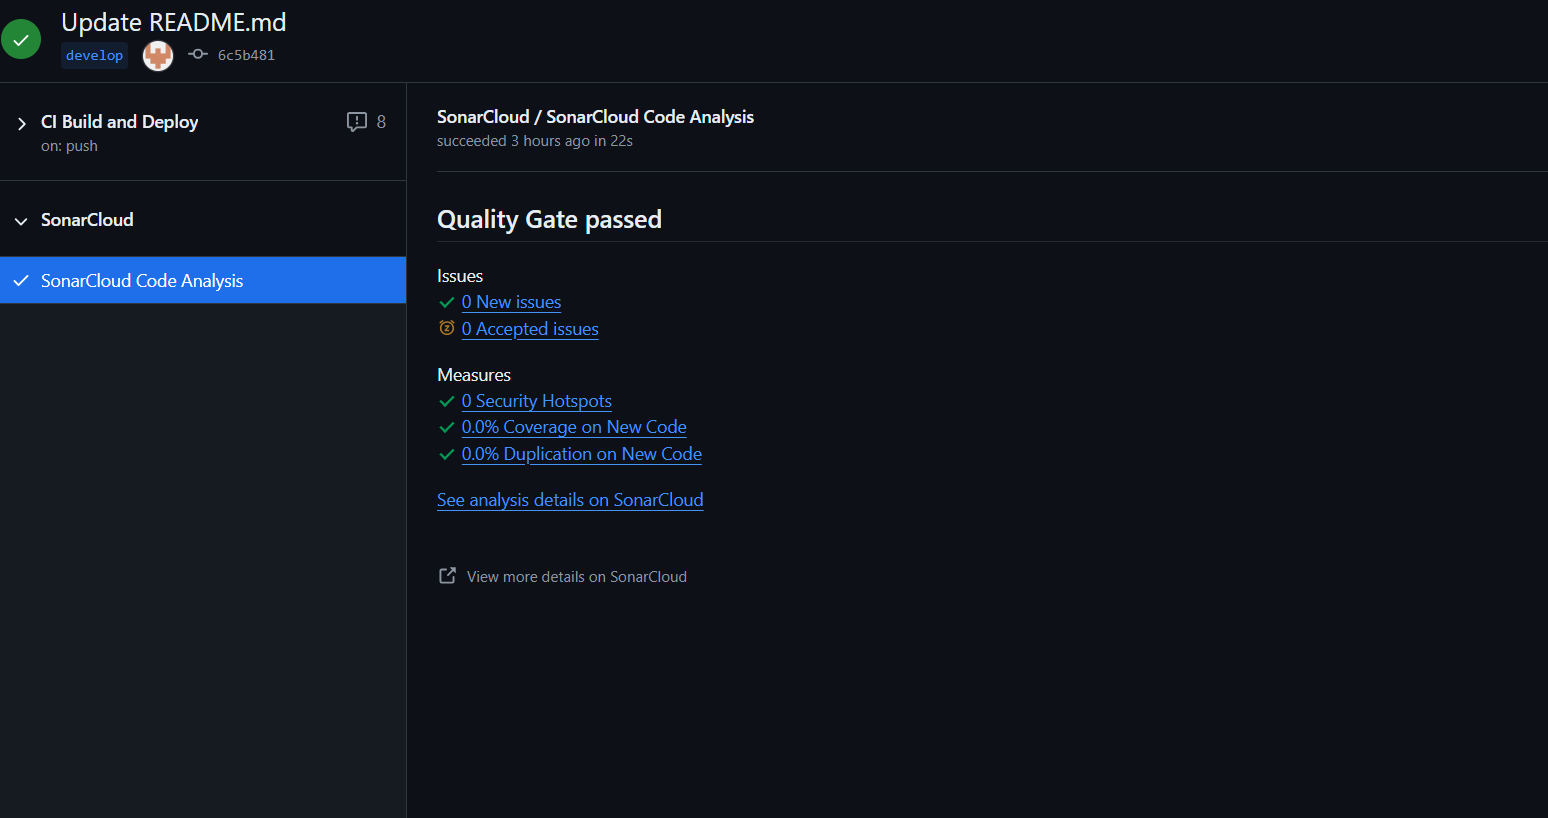 Update README.md
develop 6c5b481
CI Build and Deploy 8
on: push
SonarCloud
SonarCloud Code Analysis
SonarCloud / SonarCloud Code Analysis
succeeded 3 hours ago in 22s
Quality Gate passed
Issues
0 New issues
0 Accepted issues
Measures
0 Security Hotspots
0.0% Coverage on New Code
0.0% Duplication on New Code
See analysis details on SonarCloud
View more details on SonarCloud